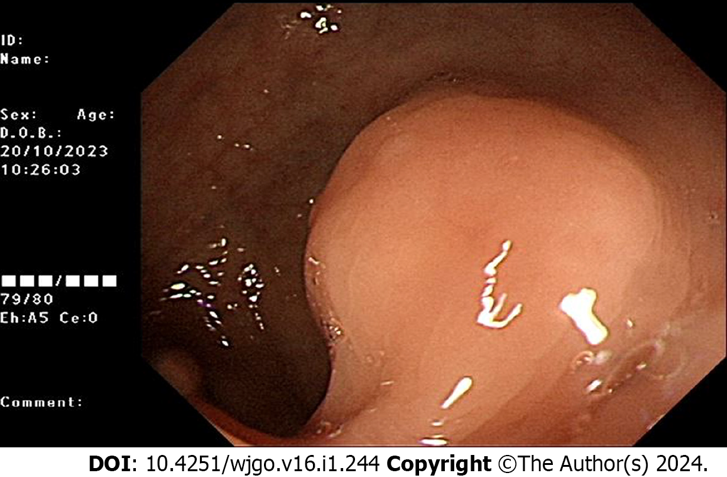 ID:
Name:
Sex: Age:
D.O.B.:
20/10/2023
10:26:03
■■■/■■■
79/80
Eh:A5 Ce:0
Comment:
DOI: 10.4251/wjgo.v16.i1.244 Copyright ©The Author(s) 2024.